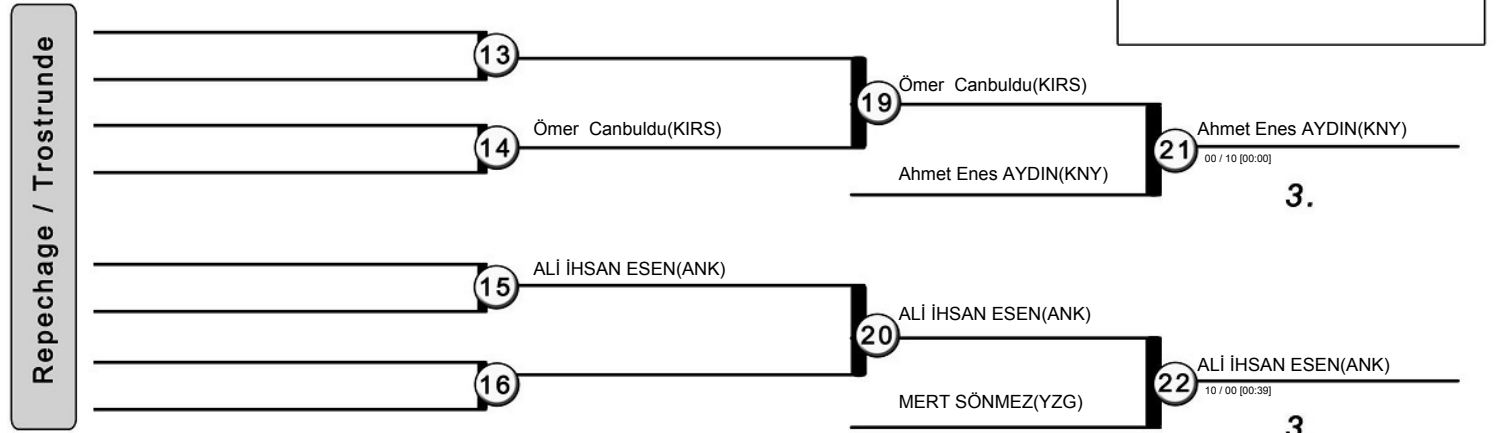 Repechage / Trostrunde
13
14
Ömer  Canbuldu(KIRS)
19
Ömer  Canbuldu(KIRS)
Ahmet Enes AYDIN(KNY)
21
Ahmet Enes AYDIN(KNY)
00 / 10 [00:00]
3.
15
ALİ İHSAN ESEN(ANK)
16
20
ALİ İHSAN ESEN(ANK)
MERT SÖNMEZ(YZG)
22
ALİ İHSAN ESEN(ANK)
10 / 00 [00:39]
3